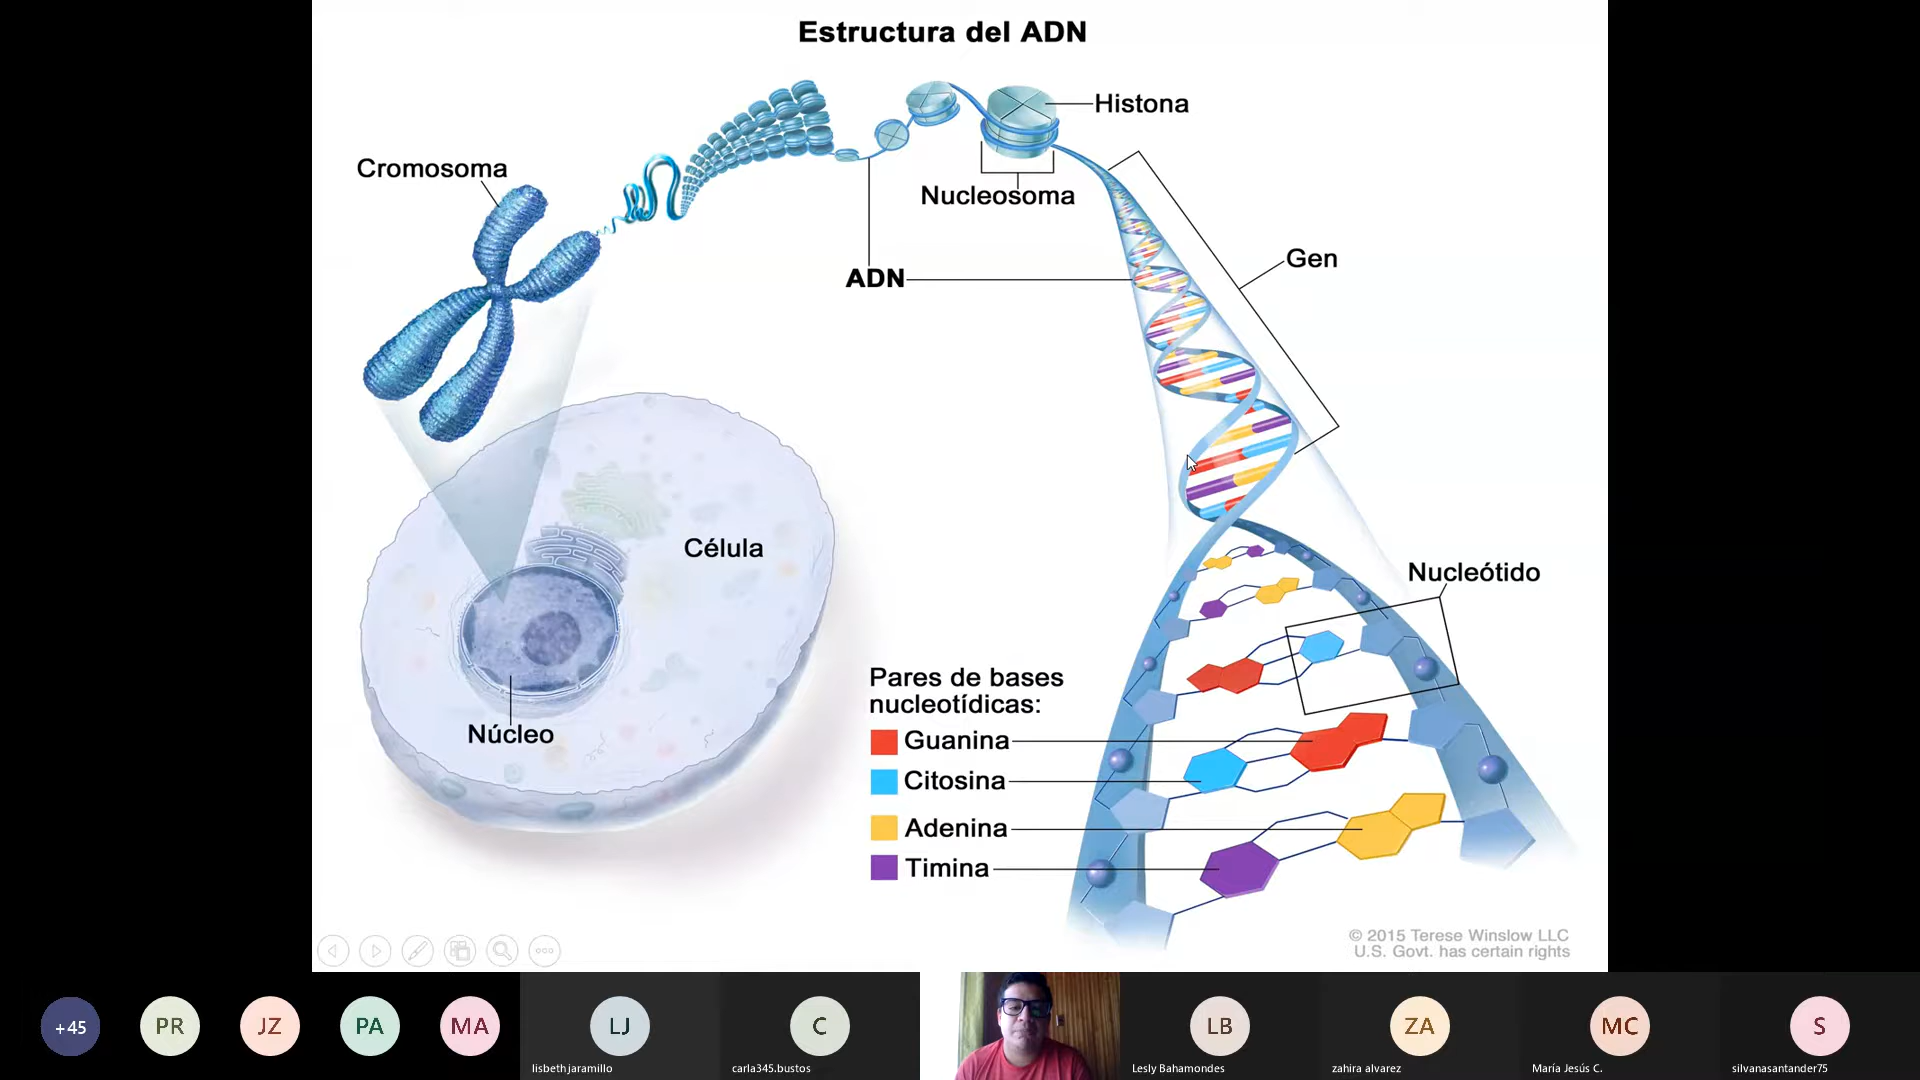 Estructura del ADN
Histona
Cromosoma
Nucleosoma
Gen
ADN
Célula
Nucleótido
Núcleo
Pares de bases
nucleotídicas:
Guanina
Citosina
Adenina
Timina
© 2015 Terese Winslow LLC
U.S. Govt. has certain rights
+45
PR
JZ
PA
MA
LJ
C
LB
ZA
MC
S
lisbeth jaramillo
carla345.bustos
Lesly Bahamondes
zahira alvarez
María Jesús C.
silvanasantander75